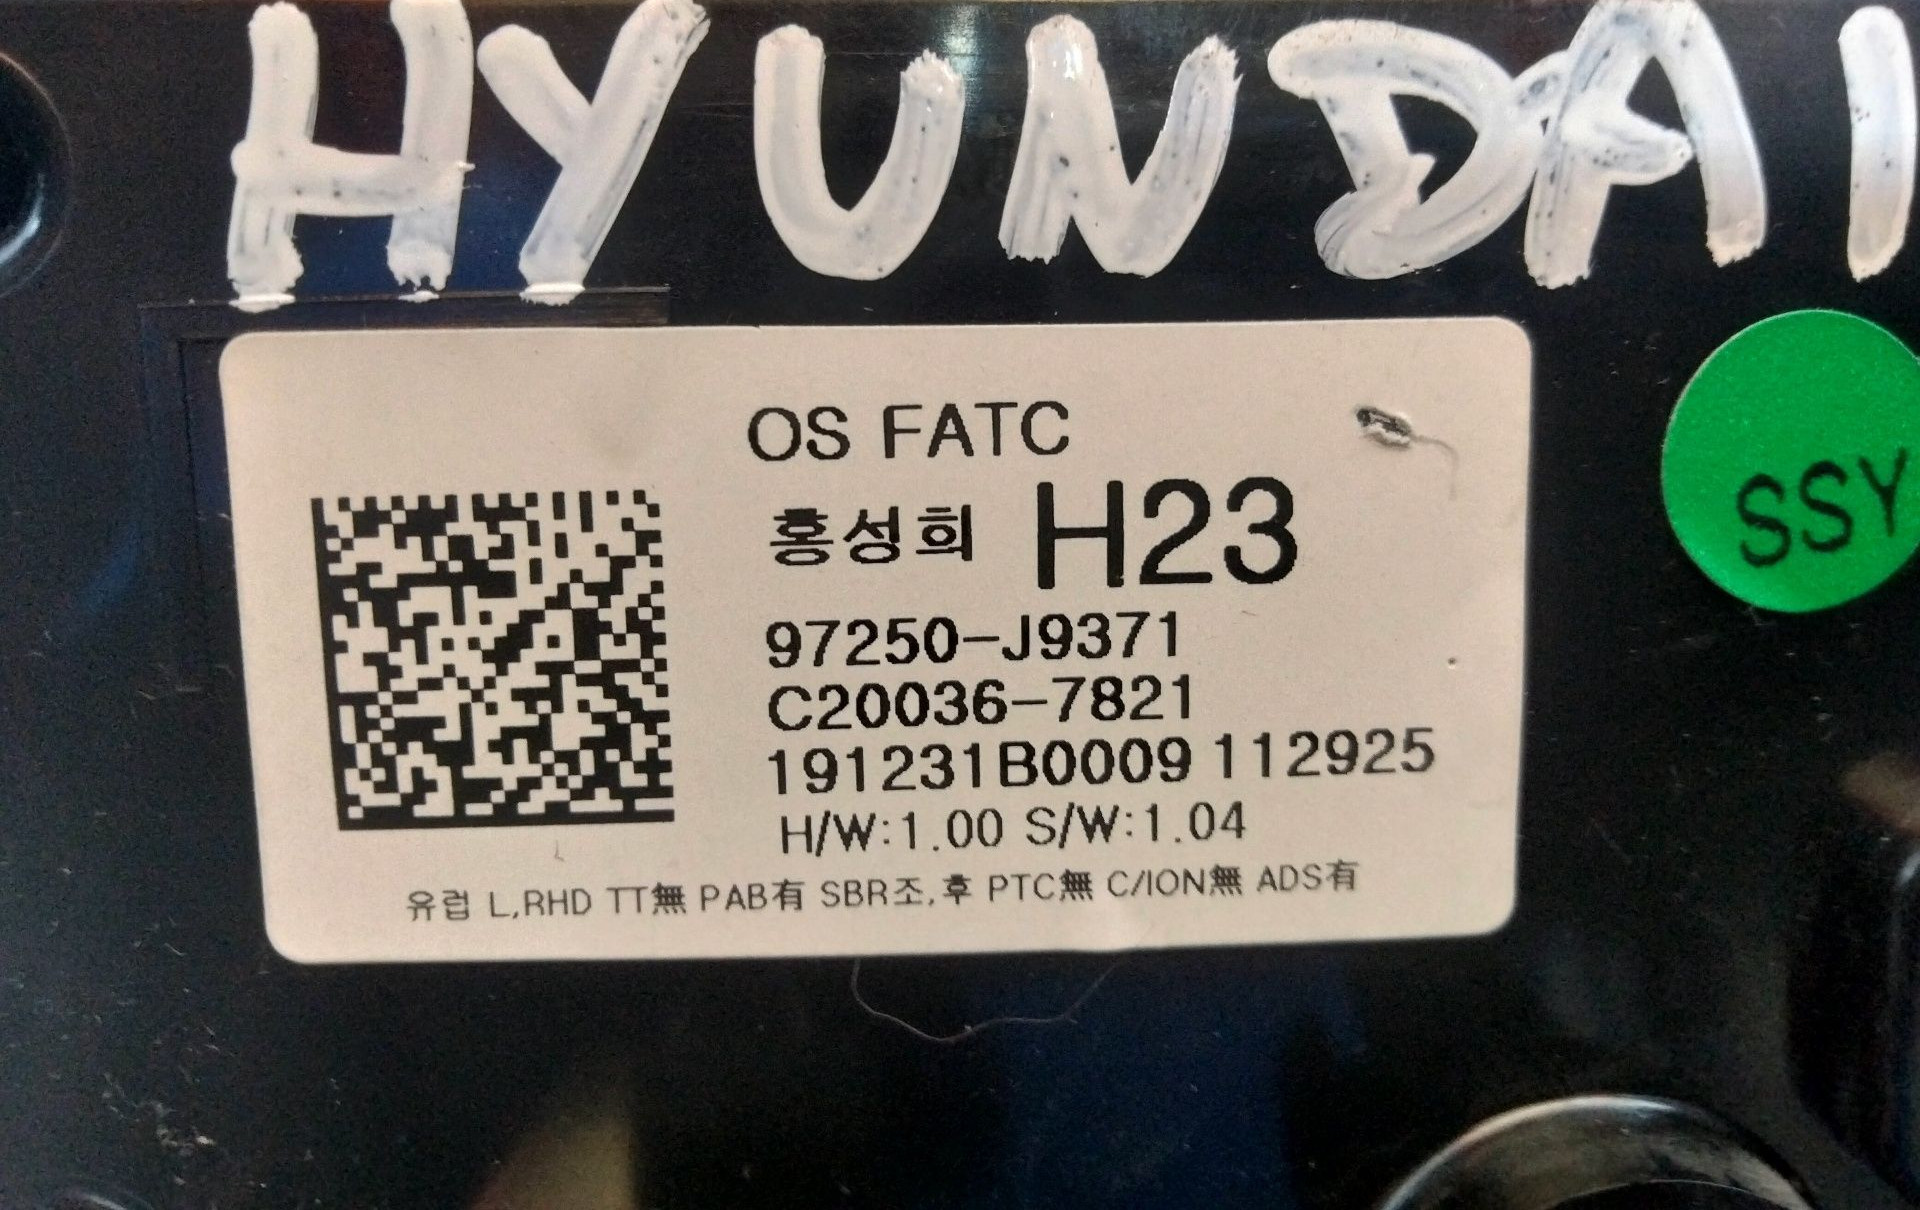 HYUNDAI
OS FATC
홍성희 H23
SSY
97250-J9371
C20036-7821
191231B0009 112925
H/W:1.00 S/W:1.04
유럽 L,RHD TT無 PAB有 SBR조,후 PTC無 C/ION無 ADS有